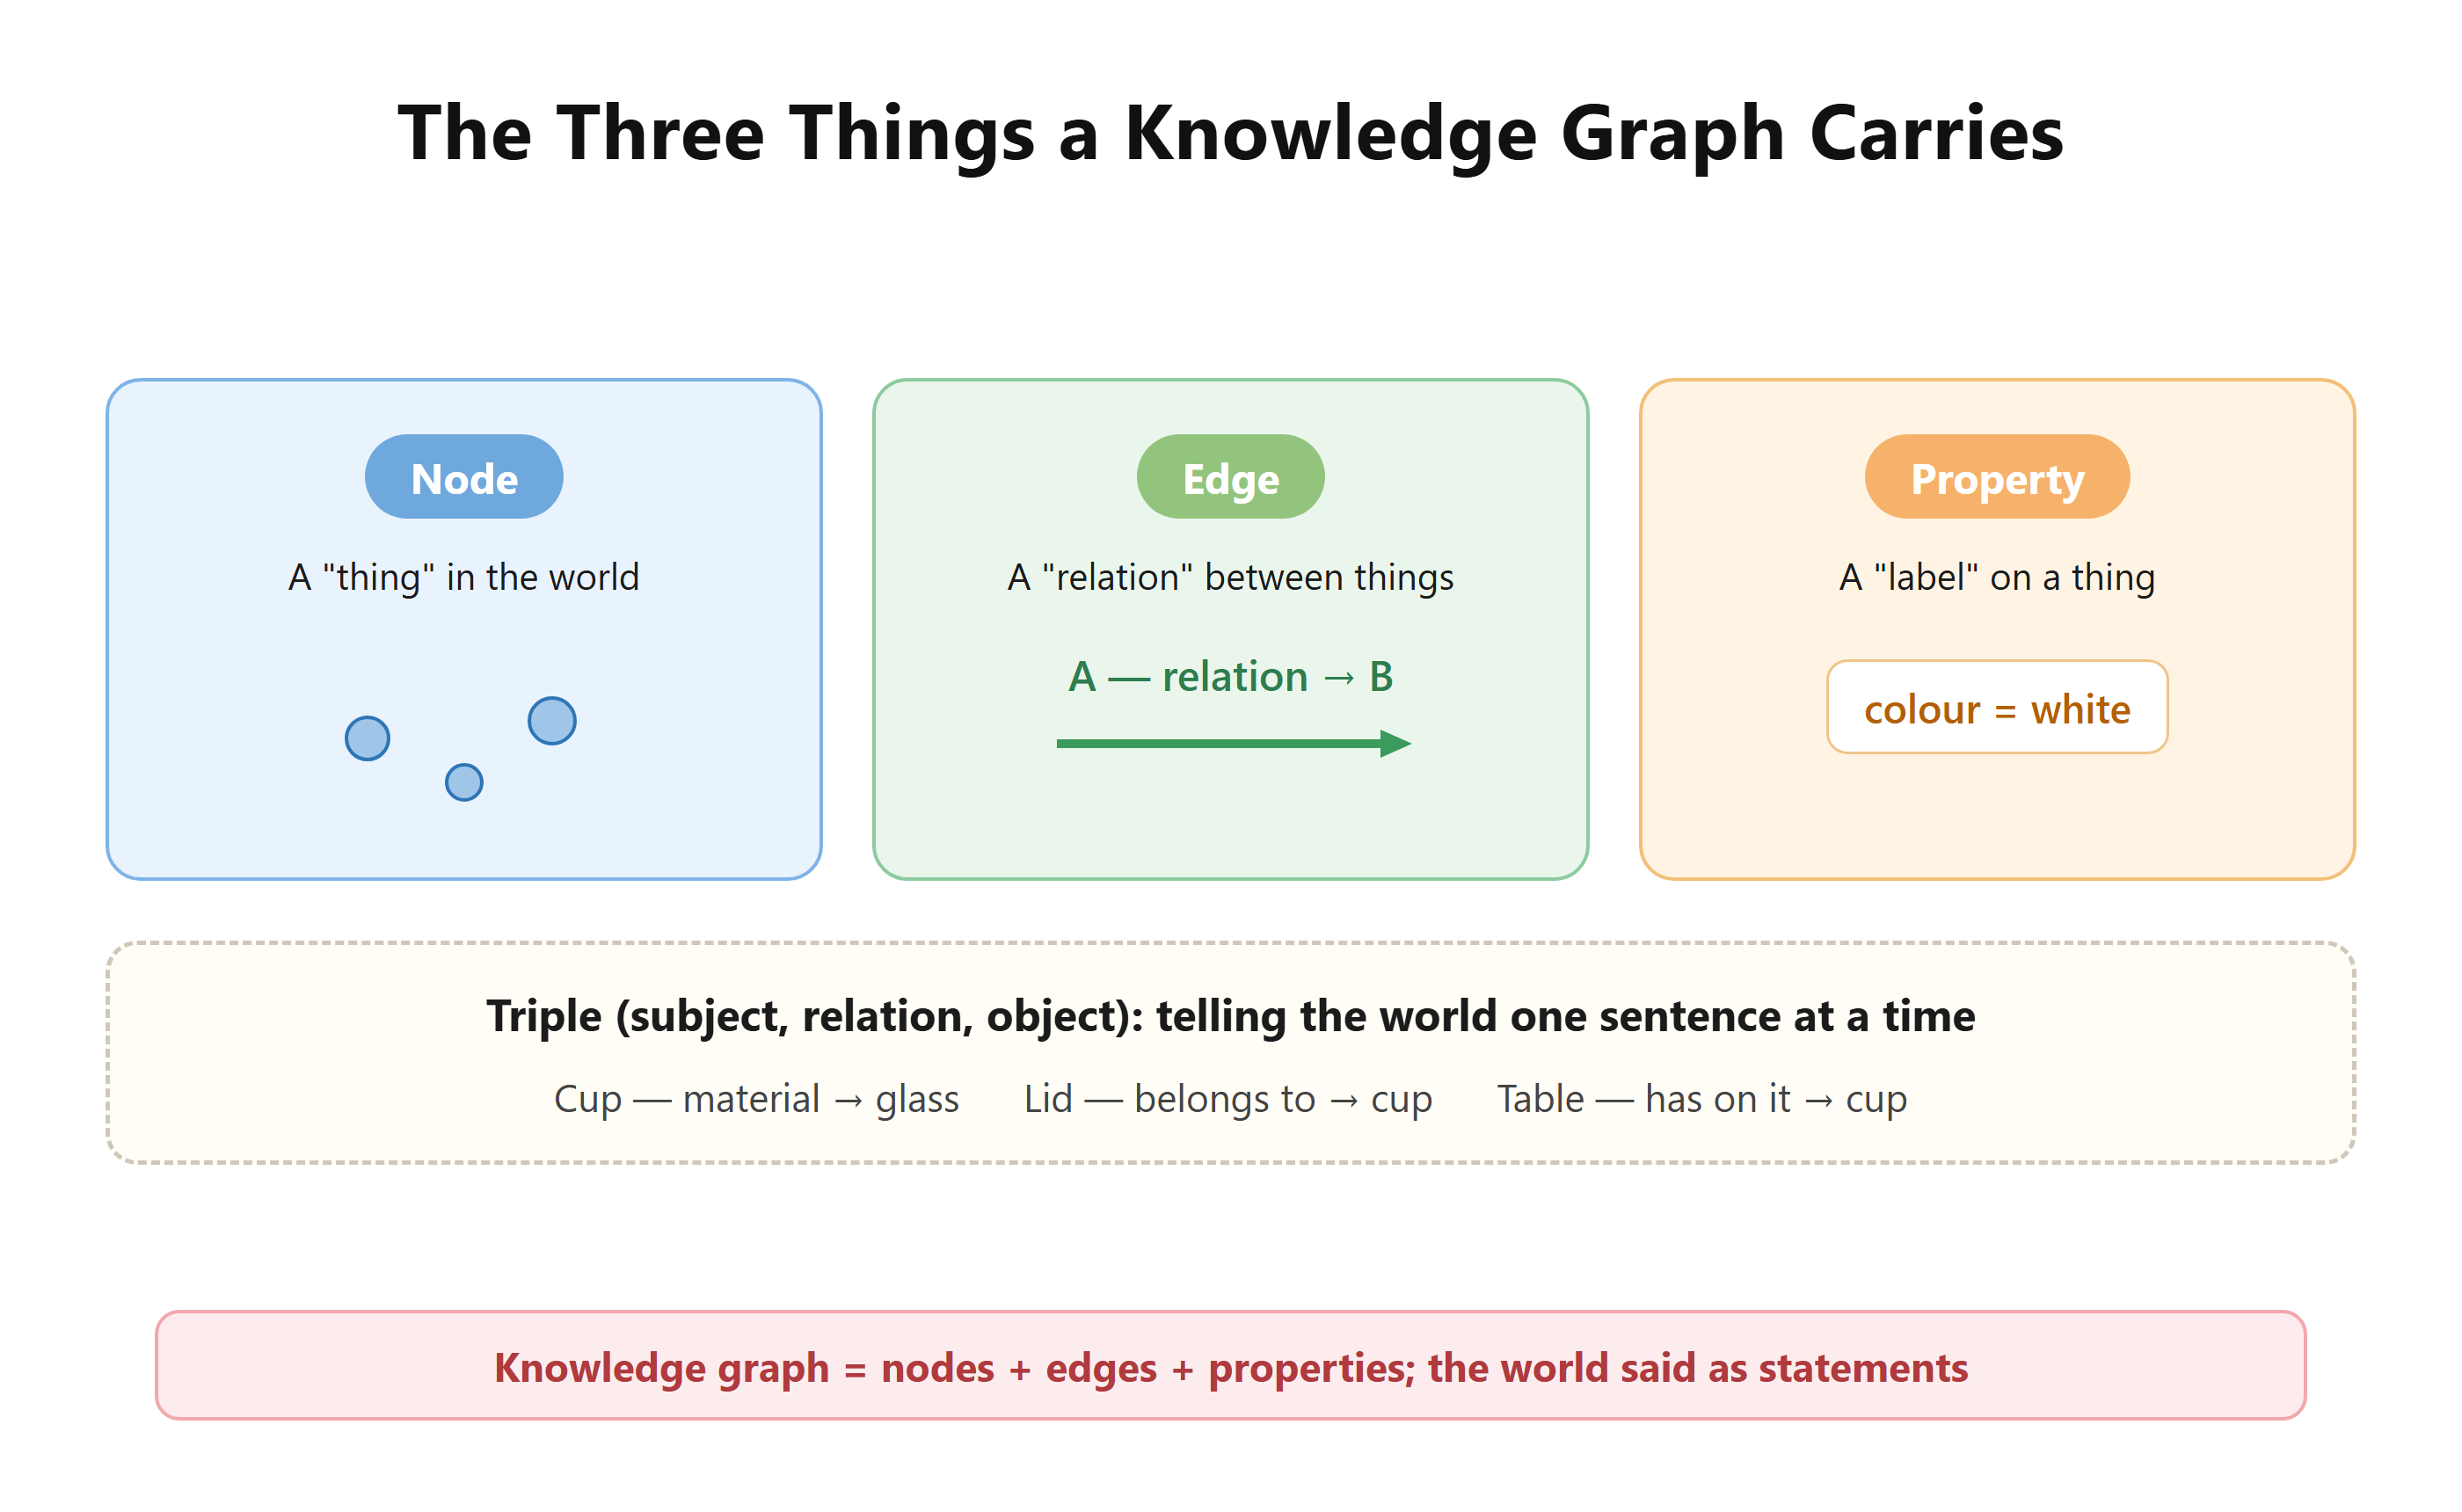 The Three Things a Knowledge Graph Carries
Node
A "thing" in the world
Edge
A "relation" between things
A — relation → B
Property
A "label" on a thing
colour = white
Triple (subject, relation, object): telling the world one sentence at a time
Cup — material → glass Lid — belongs to → cup Table — has on it → cup
Knowledge graph = nodes + edges + properties; the world said as statements